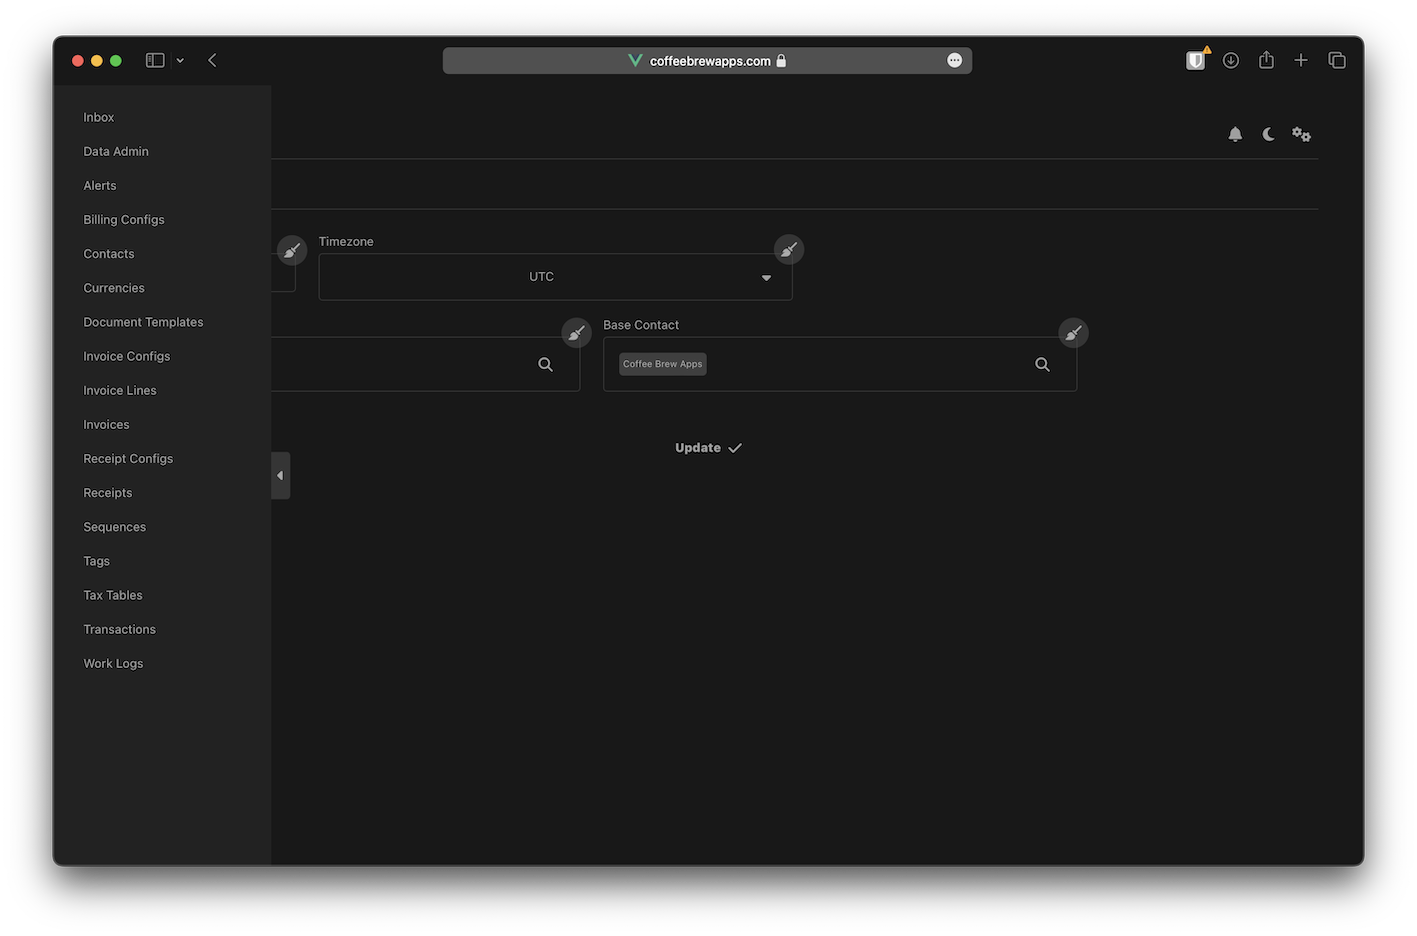 coffeebrewapps.com
Inbox
Data Admin
Alerts
Billing Configs
Contacts
Currencies
Document Templates
Invoice Configs
Invoice Lines
Invoices
Receipt Configs
Receipts
Sequences
Tags
Tax Tables
Transactions
Work Logs
Timezone
UTC
Base Contact
Coffee Brew Apps
Update